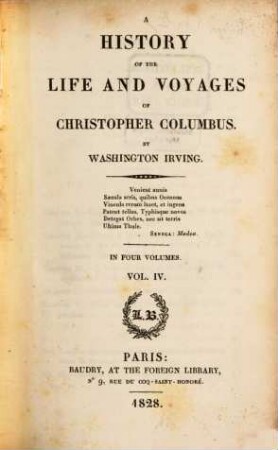 A
HISTORY
OF THE
LIFE AND VOYAGES
OF
CHRISTOPHER COLUMBUS.
BY
WASHINGTON IRVING.
Venient annis
Sæcula seris, quibus Oceanus
Vincula rerum laxet, et ingens
Pateat tellus, Typhisque novos
Detegat Orbes, nec sit terris
Ultima Thule.
SENECA: Medea.
IN FOUR VOLUMES.
VOL. IV.
L.B.
PARIS:
BAUDRY, AT THE FOREIGN LIBRARY,
N° 9, RUE DU COQ-SAINT-HONORÉ.
1828.